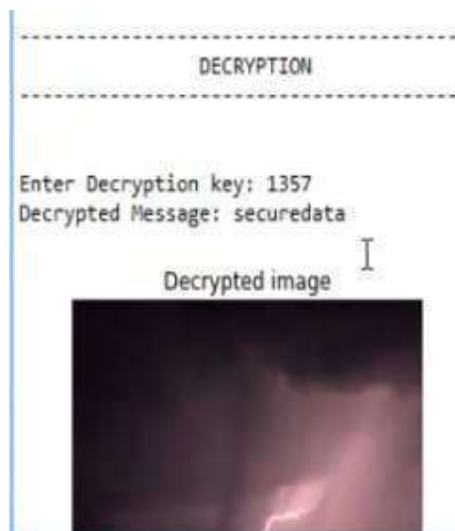 --------------------------------------------
DECRYPTION
--------------------------------------------
Enter Decryption key: 1357
Decrypted Message: securedata
Decrypted image